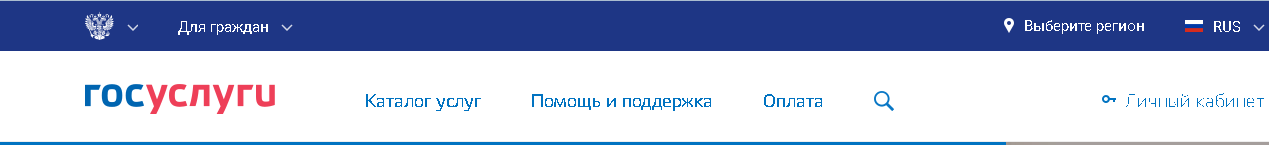 Для граждан Выберите регион RUS
госуслуги Каталог услуг Помощь и поддержка Оплата Личный кабинет